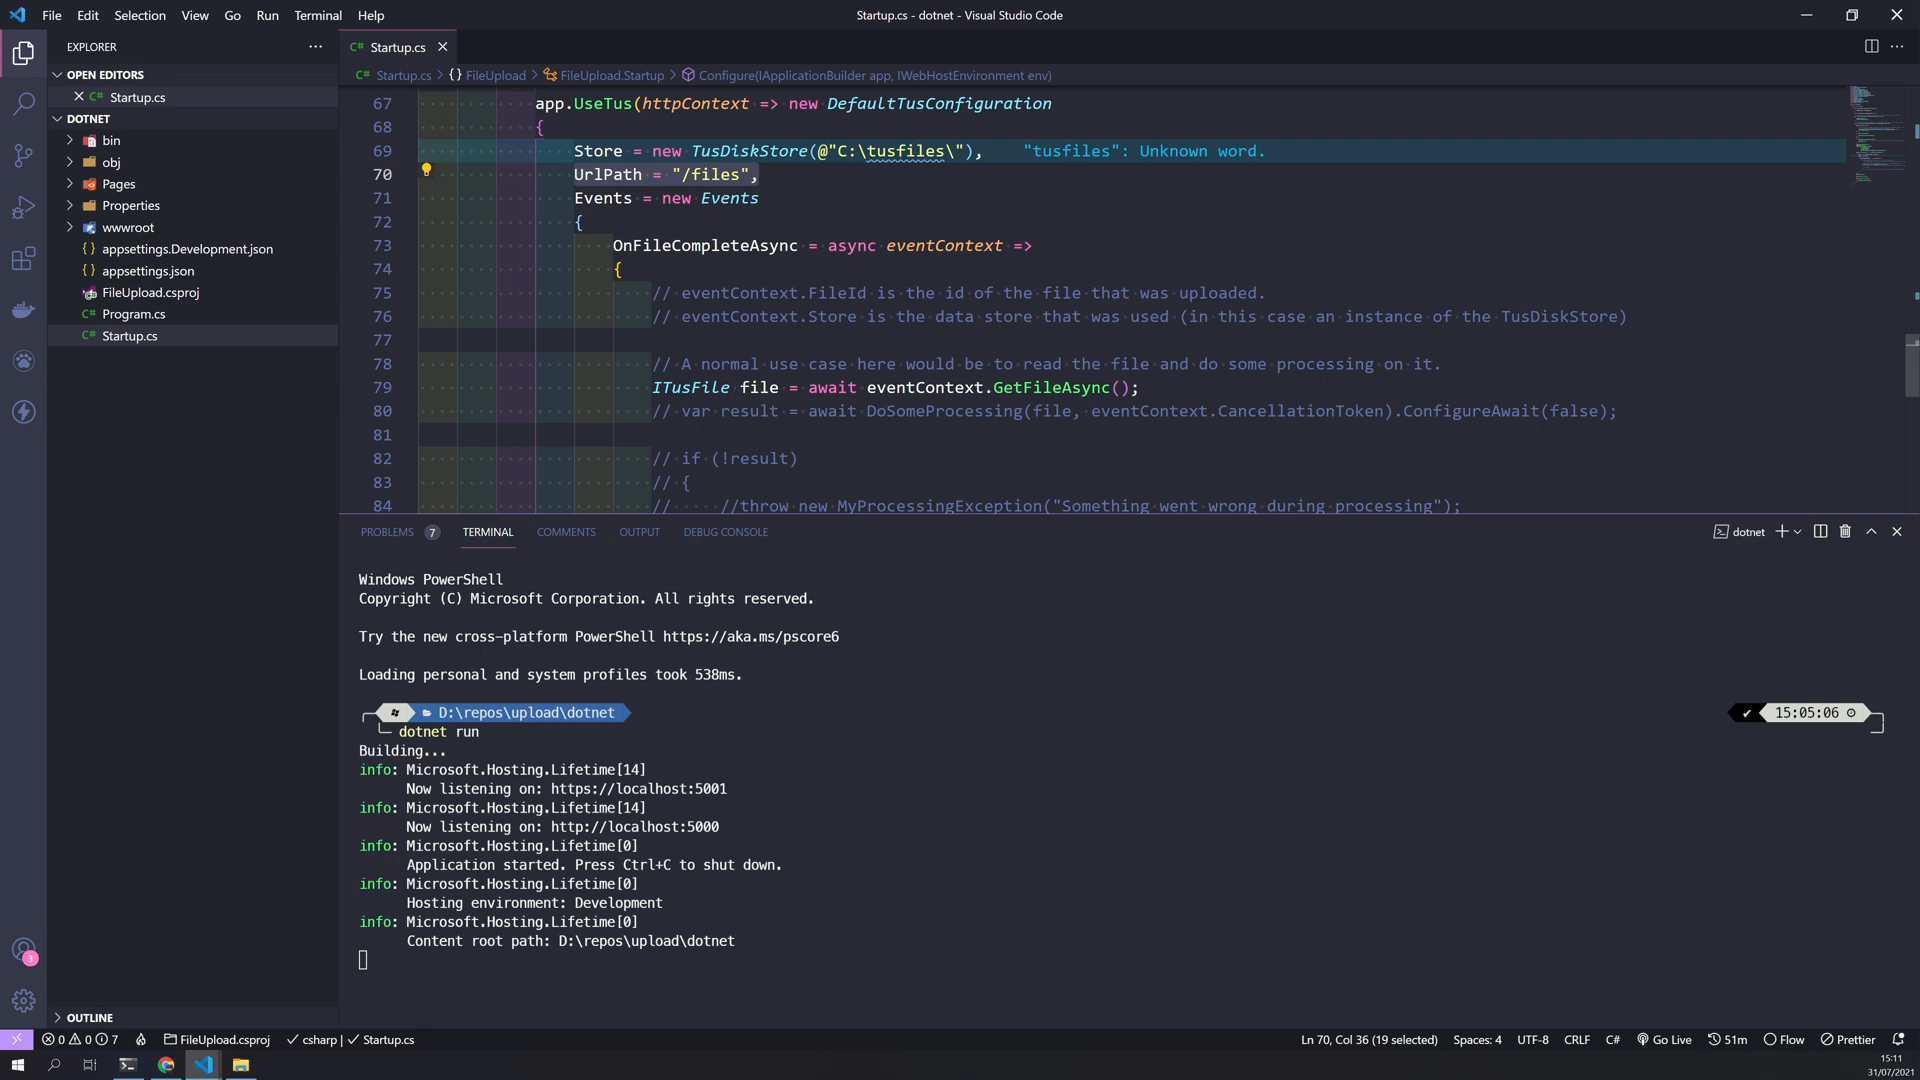 File Edit Selection View Go Run Terminal Help
Startup.cs - dotnet - Visual Studio Code
EXPLORER
OPEN EDITORS
C# Startup.cs
DOTNET
bin
obj
Pages
Properties
wwwroot
{} appsettings.Development.json
{} appsettings.json
FileUpload.csproj
C# Program.cs
C# Startup.cs
OUTLINE
C# Startup.cs
C# Startup.cs > {} FileUpload > FileUpload.Startup > Configure(IApplicationBuilder app, IWebHostEnvironment env)
67 app.UseTus(httpContext => new DefaultTusConfiguration
68 {
69 Store = new TusDiskStore(@"C:\tusfiles\"), "tusfiles": Unknown word.
70 UrlPath = "/files",
71 Events = new Events
72 {
73 OnFileCompleteAsync = async eventContext =>
74 {
75 // eventContext.FileId is the id of the file that was uploaded.
76 // eventContext.Store is the data store that was used (in this case an instance of the TusDiskStore)
77
78 // A normal use case here would be to read the file and do some processing on it.
79 ITusFile file = await eventContext.GetFileAsync();
80 // var result = await DoSomeProcessing(file, eventContext.CancellationToken).ConfigureAwait(false);
81
82 // if (!result)
83 // {
84 // //throw new MyProcessingException("Something went wrong during processing");
PROBLEMS 7 TERMINAL COMMENTS OUTPUT DEBUG CONSOLE
dotnet
Windows PowerShell
Copyright (C) Microsoft Corporation. All rights reserved.
Try the new cross-platform PowerShell https://aka.ms/pscore6
Loading personal and system profiles took 538ms.
D:\repos\upload\dotnet
15:05:06
dotnet run
Building...
info: Microsoft.Hosting.Lifetime[14]
Now listening on: https://localhost:5001
info: Microsoft.Hosting.Lifetime[14]
Now listening on: http://localhost:5000
info: Microsoft.Hosting.Lifetime[0]
Application started. Press Ctrl+C to shut down.
info: Microsoft.Hosting.Lifetime[0]
Hosting environment: Development
info: Microsoft.Hosting.Lifetime[0]
Content root path: D:\repos\upload\dotnet
3
0 0 7 FileUpload.csproj csharp | Startup.cs
Ln 70, Col 36 (19 selected) Spaces: 4 UTF-8 CRLF C# Go Live 51m Flow Prettier
15:11
31/07/2021